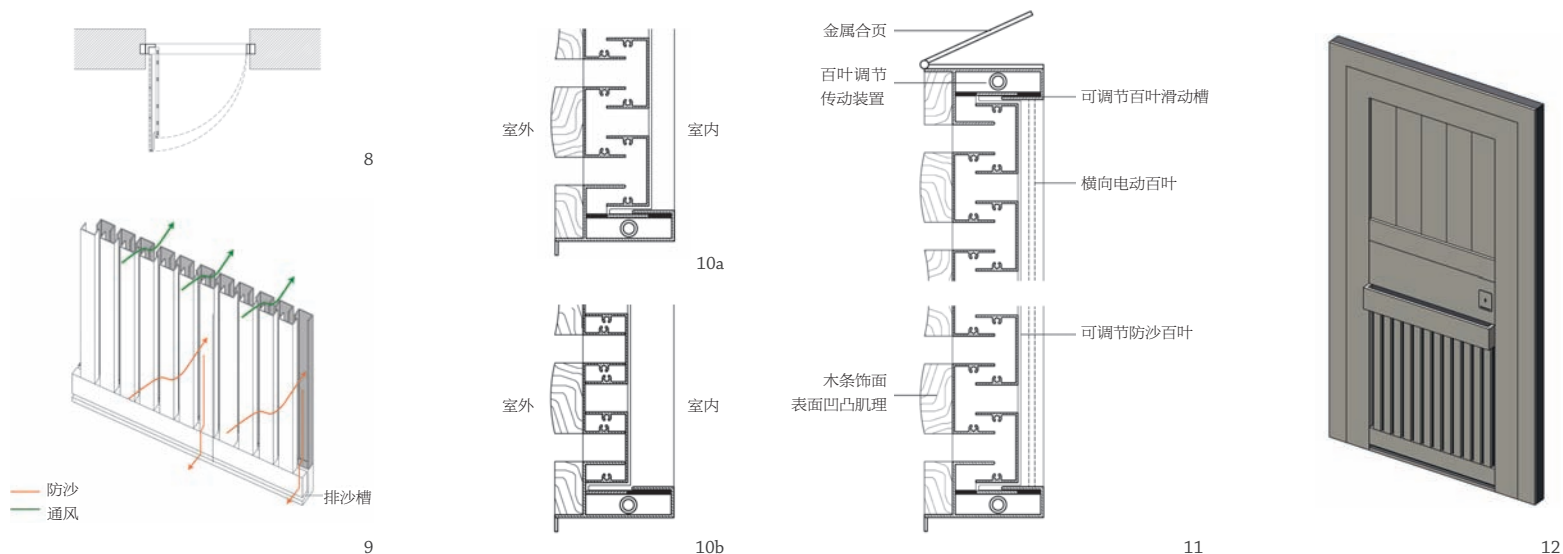 8
防沙
通风
排沙槽
9
室外
室内
10a
室外
室内
10b
金属合页
百叶调节
传动装置
可调节百叶滑动槽
横向电动百叶
可调节防沙百叶
木条饰面
表面凹凸肌理
11
12